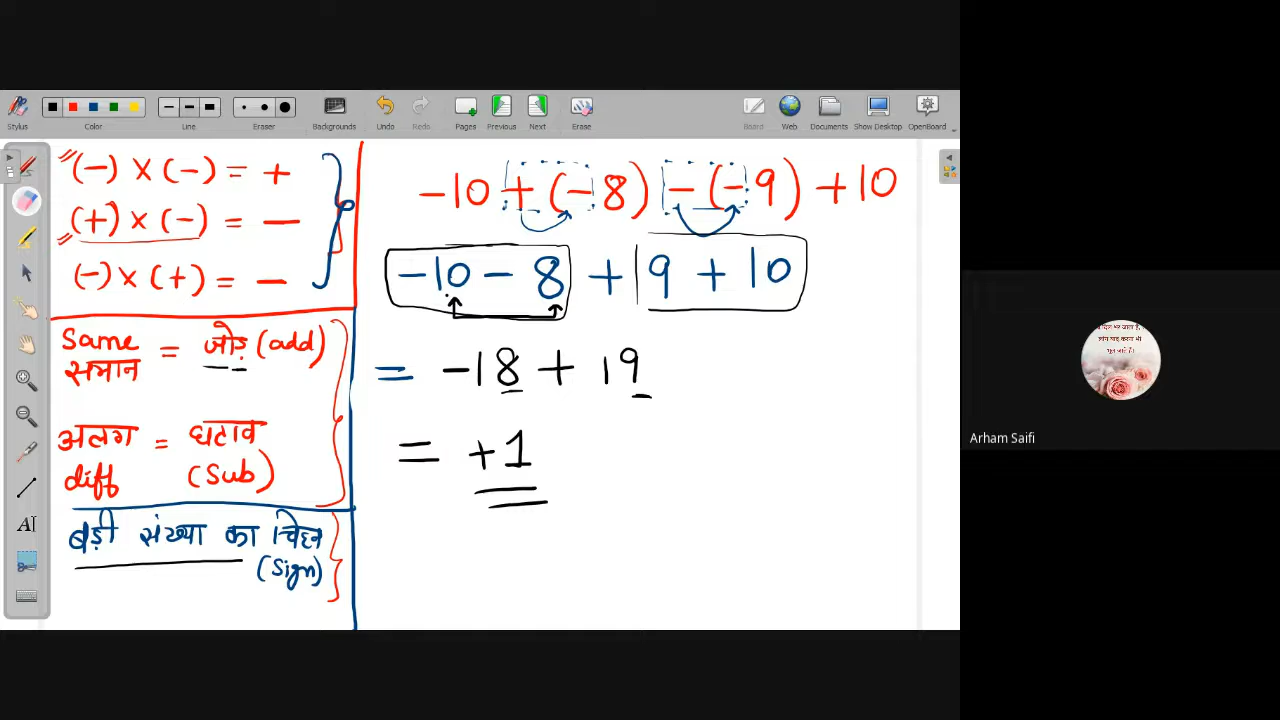 Stylus
Color
Line
Eraser
Backgrounds
Undo
Redo
Pages
Previous
Next
Erase
Board
Web
Documents
Show Desktop
OpenBoard
(-) × (-) = +
(+) × (-) = -
(-) × (+) = -
Same = जोड़ (add)
समान
अलग = घटाव
diff (Sub)
बड़ी संख्या का चिह्न
(Sign)
-10 + (-8) - (-9) + 10
-10 - 8 + 9 + 10
= -18 + 19
= +1
दिल भर जाता है,
लोग याद करना भी
भूल जाते हैं।
Arham Saifi